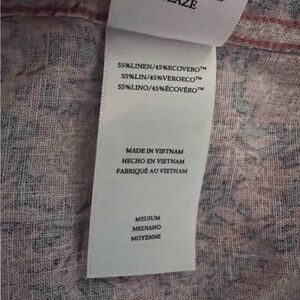 55%LINEN/45%ECOVERO™
55%LIN/45%VEROECO™
55%LINO/45%ÉCOVÉRO™
MADE IN VIETNAM
HECHO EN VIETNAM
FABRIQUÉ AU VIETNAM
MEDIUM
MEDIANO
MOYENNE